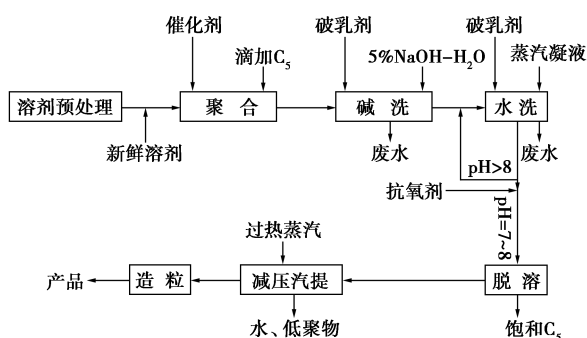 催化剂
破乳剂
破乳剂
滴加C₅
5%NaOH-H₂O
蒸汽凝液
溶剂预处理
聚 合
碱 洗
水 洗
新鲜溶剂
废水
废水
pH>8
抗氧剂
pH=7~8
过热蒸汽
产品
造 粒
减压汽提
脱 溶
水、低聚物
饱和C₅